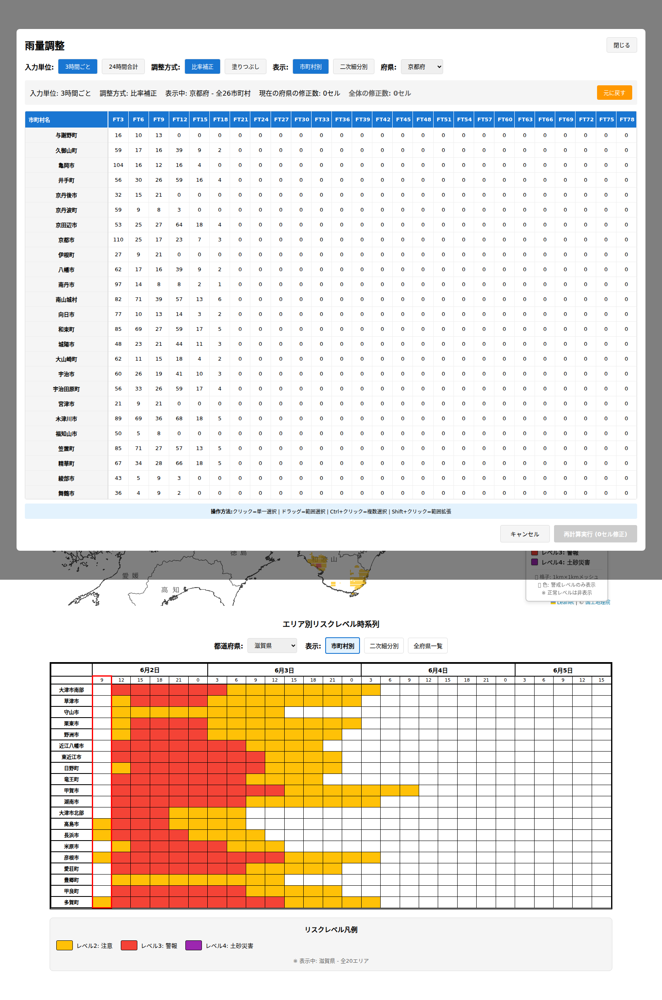 雨量調整
閉じる
入力単位: 3時間ごと 24時間合計 調整方式: 比率補正 塗りつぶし 表示: 市町村別 二次細分別 府県: 京都府
入力単位: 3時間ごと 調整方式: 比率補正 表示中: 京都府 - 全26市町村 現在の府県の修正数: 0セル 全体の修正数: 0セル 元に戻す
市町村名 FT3 FT6 FT9 FT12 FT15 FT18 FT21 FT24 FT27 FT30 FT33 FT36 FT39 FT42 FT45 FT48 FT51 FT54 FT57 FT60 FT63 FT66 FT69 FT72 FT75 FT78
与謝野町 16 10 13 0 0 0 0 0 0 0 0 0 0 0 0 0 0 0 0 0 0 0 0 0 0 0
久御山町 59 17 16 39 9 2 0 0 0 0 0 0 0 0 0 0 0 0 0 0 0 0 0 0 0 0
亀岡市 104 16 12 16 4 0 0 0 0 0 0 0 0 0 0 0 0 0 0 0 0 0 0 0 0 0
井手町 56 30 26 59 16 4 0 0 0 0 0 0 0 0 0 0 0 0 0 0 0 0 0 0 0 0
京丹後市 32 15 21 0 0 0 0 0 0 0 0 0 0 0 0 0 0 0 0 0 0 0 0 0 0 0
京丹波町 59 9 8 3 0 0 0 0 0 0 0 0 0 0 0 0 0 0 0 0 0 0 0 0 0 0
京田辺市 53 25 27 64 18 4 0 0 0 0 0 0 0 0 0 0 0 0 0 0 0 0 0 0 0 0
京都市 110 25 17 23 7 3 0 0 0 0 0 0 0 0 0 0 0 0 0 0 0 0 0 0 0 0
伊根町 27 9 21 0 0 0 0 0 0 0 0 0 0 0 0 0 0 0 0 0 0 0 0 0 0 0
八幡市 62 17 16 39 9 2 0 0 0 0 0 0 0 0 0 0 0 0 0 0 0 0 0 0 0 0
南丹市 97 14 8 8 2 1 0 0 0 0 0 0 0 0 0 0 0 0 0 0 0 0 0 0 0 0
南山城村 82 71 39 57 13 6 0 0 0 0 0 0 0 0 0 0 0 0 0 0 0 0 0 0 0 0
向日市 77 10 13 14 3 2 0 0 0 0 0 0 0 0 0 0 0 0 0 0 0 0 0 0 0 0
和束町 85 69 27 59 17 5 0 0 0 0 0 0 0 0 0 0 0 0 0 0 0 0 0 0 0 0
城陽市 48 23 21 44 11 3 0 0 0 0 0 0 0 0 0 0 0 0 0 0 0 0 0 0 0 0
大山崎町 62 11 15 18 4 2 0 0 0 0 0 0 0 0 0 0 0 0 0 0 0 0 0 0 0 0
宇治市 60 26 19 41 10 3 0 0 0 0 0 0 0 0 0 0 0 0 0 0 0 0 0 0 0 0
宇治田原町 56 33 26 59 17 4 0 0 0 0 0 0 0 0 0 0 0 0 0 0 0 0 0 0 0 0
宮津市 21 9 21 0 0 0 0 0 0 0 0 0 0 0 0 0 0 0 0 0 0 0 0 0 0 0
木津川市 89 69 36 68 18 5 0 0 0 0 0 0 0 0 0 0 0 0 0 0 0 0 0 0 0 0
福知山市 50 5 8 0 0 0 0 0 0 0 0 0 0 0 0 0 0 0 0 0 0 0 0 0 0 0
笠置町 85 71 27 57 13 5 0 0 0 0 0 0 0 0 0 0 0 0 0 0 0 0 0 0 0 0
精華町 67 34 28 66 18 5 0 0 0 0 0 0 0 0 0 0 0 0 0 0 0 0 0 0 0 0
綾部市 43 5 9 3 0 0 0 0 0 0 0 0 0 0 0 0 0 0 0 0 0 0 0 0 0 0
舞鶴市 36 4 9 2 0 0 0 0 0 0 0 0 0 0 0 0 0 0 0 0 0 0 0 0 0 0
操作方法:クリック=単一選択 | ドラッグ=範囲選択 | Ctrl+クリック=複数選択 | Shift+クリック=範囲拡張
キャンセル 再計算実行 (0セル修正)
徳島
和歌山
愛媛
高知
レベル3: 警報
レベル4: 土砂災害
格子: 1km×1kmメッシュ
色: 警戒レベルのみ表示
※ 正常レベルは非表示
Leaflet | © 国土地理院
エリア別リスクレベル時系列
都道府県: 滋賀県 表示: 市町村別 二次細分別 全府県一覧
6月2日 6月3日 6月4日 6月5日
9 12 15 18 21 0 3 6 9 12 15 18 21 0 3 6 9 12 15 18 21 0 3 6 9 12 15
大津市南部
草津市
守山市
栗東市
野洲市
近江八幡市
東近江市
日野町
竜王町
甲賀市
湖南市
大津市北部
高島市
長浜市
米原市
彦根市
愛荘町
豊郷町
甲良町
多賀町
リスクレベル凡例
レベル2: 注意 レベル3: 警報 レベル4: 土砂災害
※ 表示中: 滋賀県 - 全20エリア